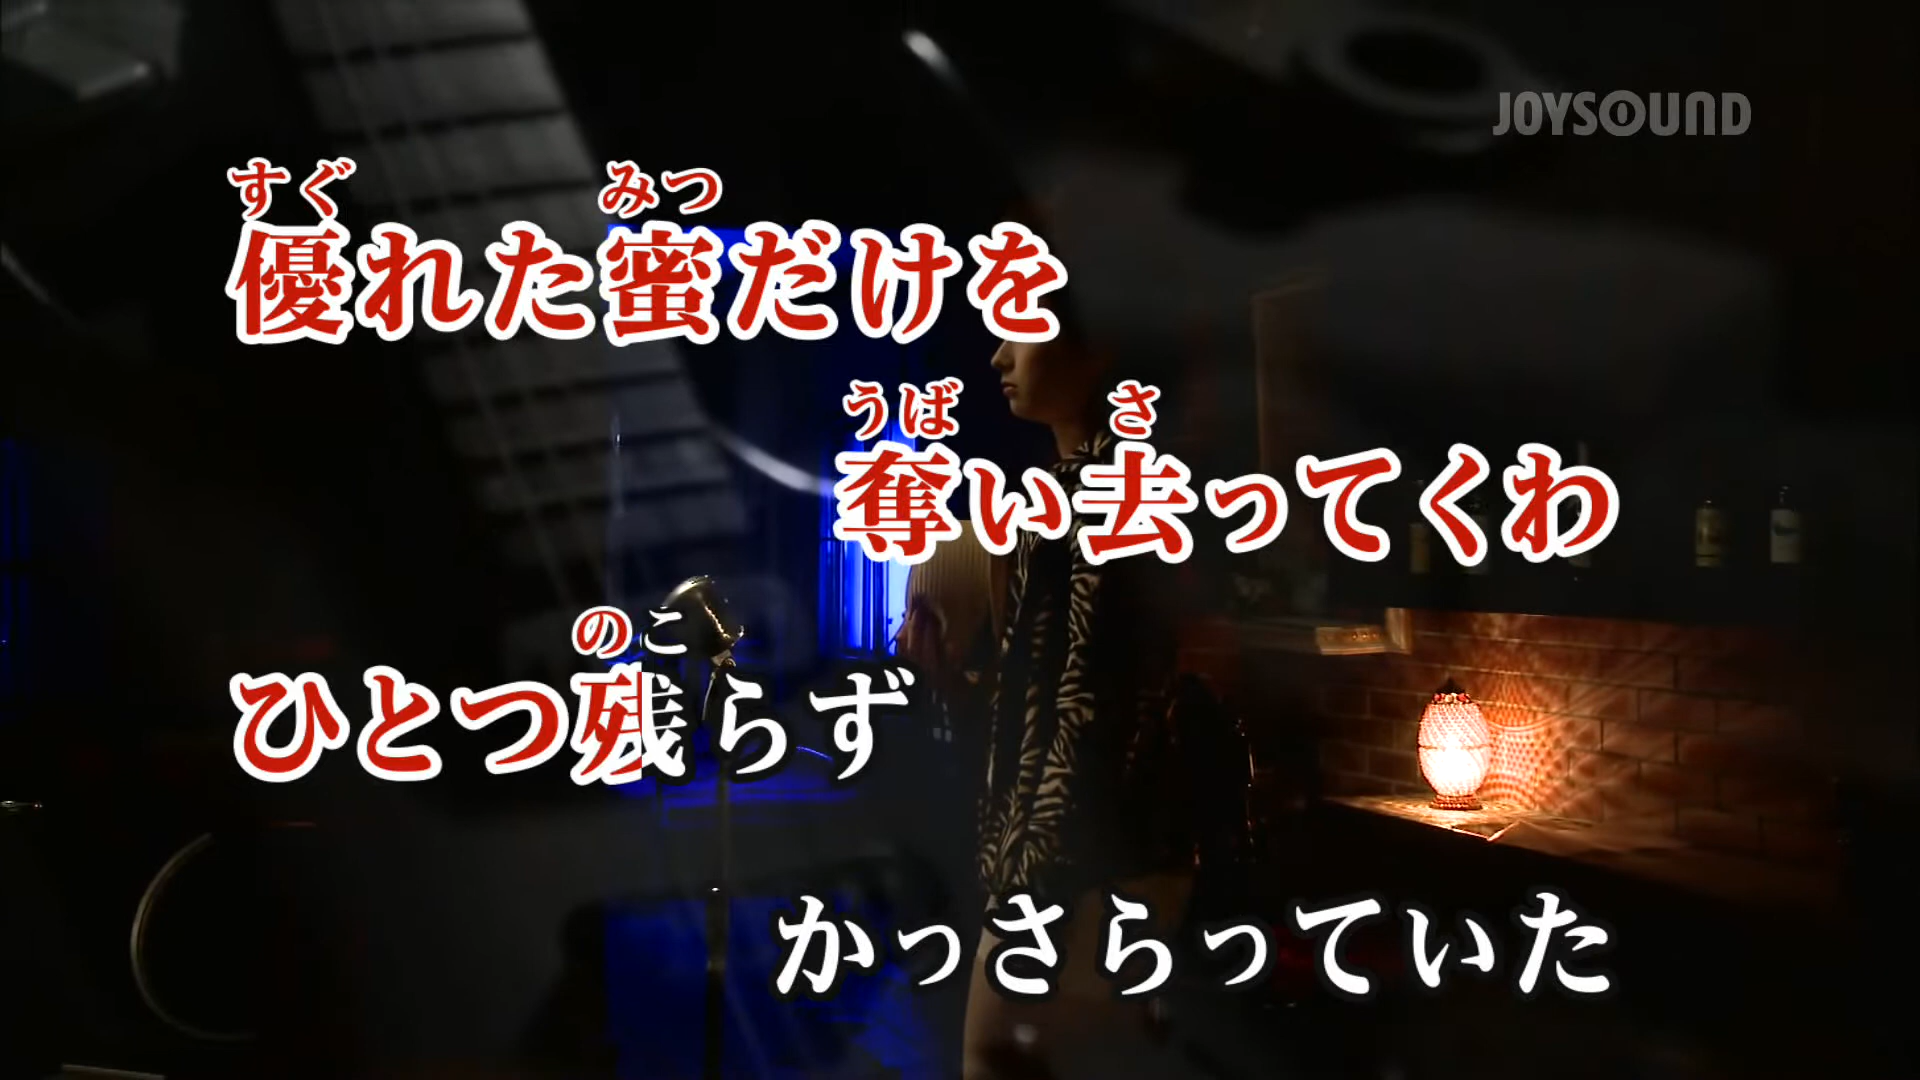 JOYSOUND
すぐ みつ
優れた蜜だけを
うば さ
奪い去ってくわ
のこ
ひとつ残らず
かっさらっていた